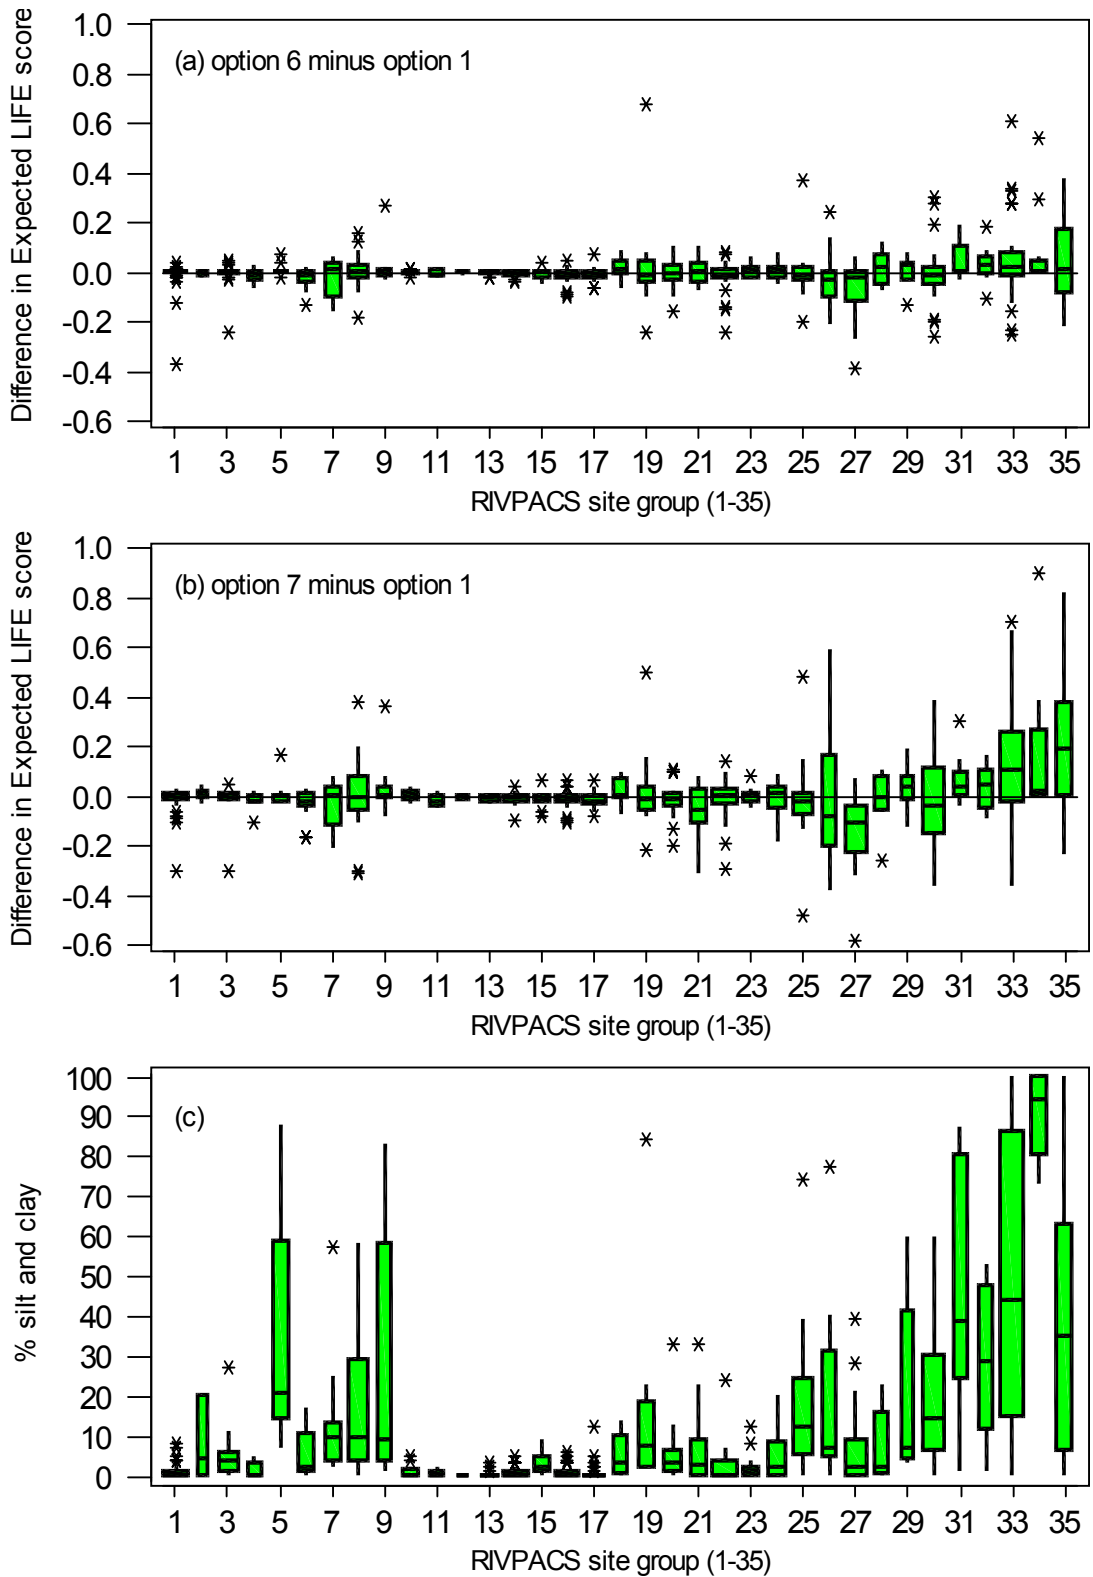 Difference in Expected LIFE score
(a) option 6 minus option 1
1.0
0.8
0.6
0.4
0.2
0.0
-0.2
-0.4
-0.6
1 3 5 7 9 11 13 15 17 19 21 23 25 27 29 31 33 35
RIVPACS site group (1-35)
Difference in Expected LIFE score
(b) option 7 minus option 1
1.0
0.8
0.6
0.4
0.2
0.0
-0.2
-0.4
-0.6
1 3 5 7 9 11 13 15 17 19 21 23 25 27 29 31 33 35
RIVPACS site group (1-35)
% silt and clay
(c)
100
90
80
70
60
50
40
30
20
10
0
1 3 5 7 9 11 13 15 17 19 21 23 25 27 29 31 33 35
RIVPACS site group (1-35)